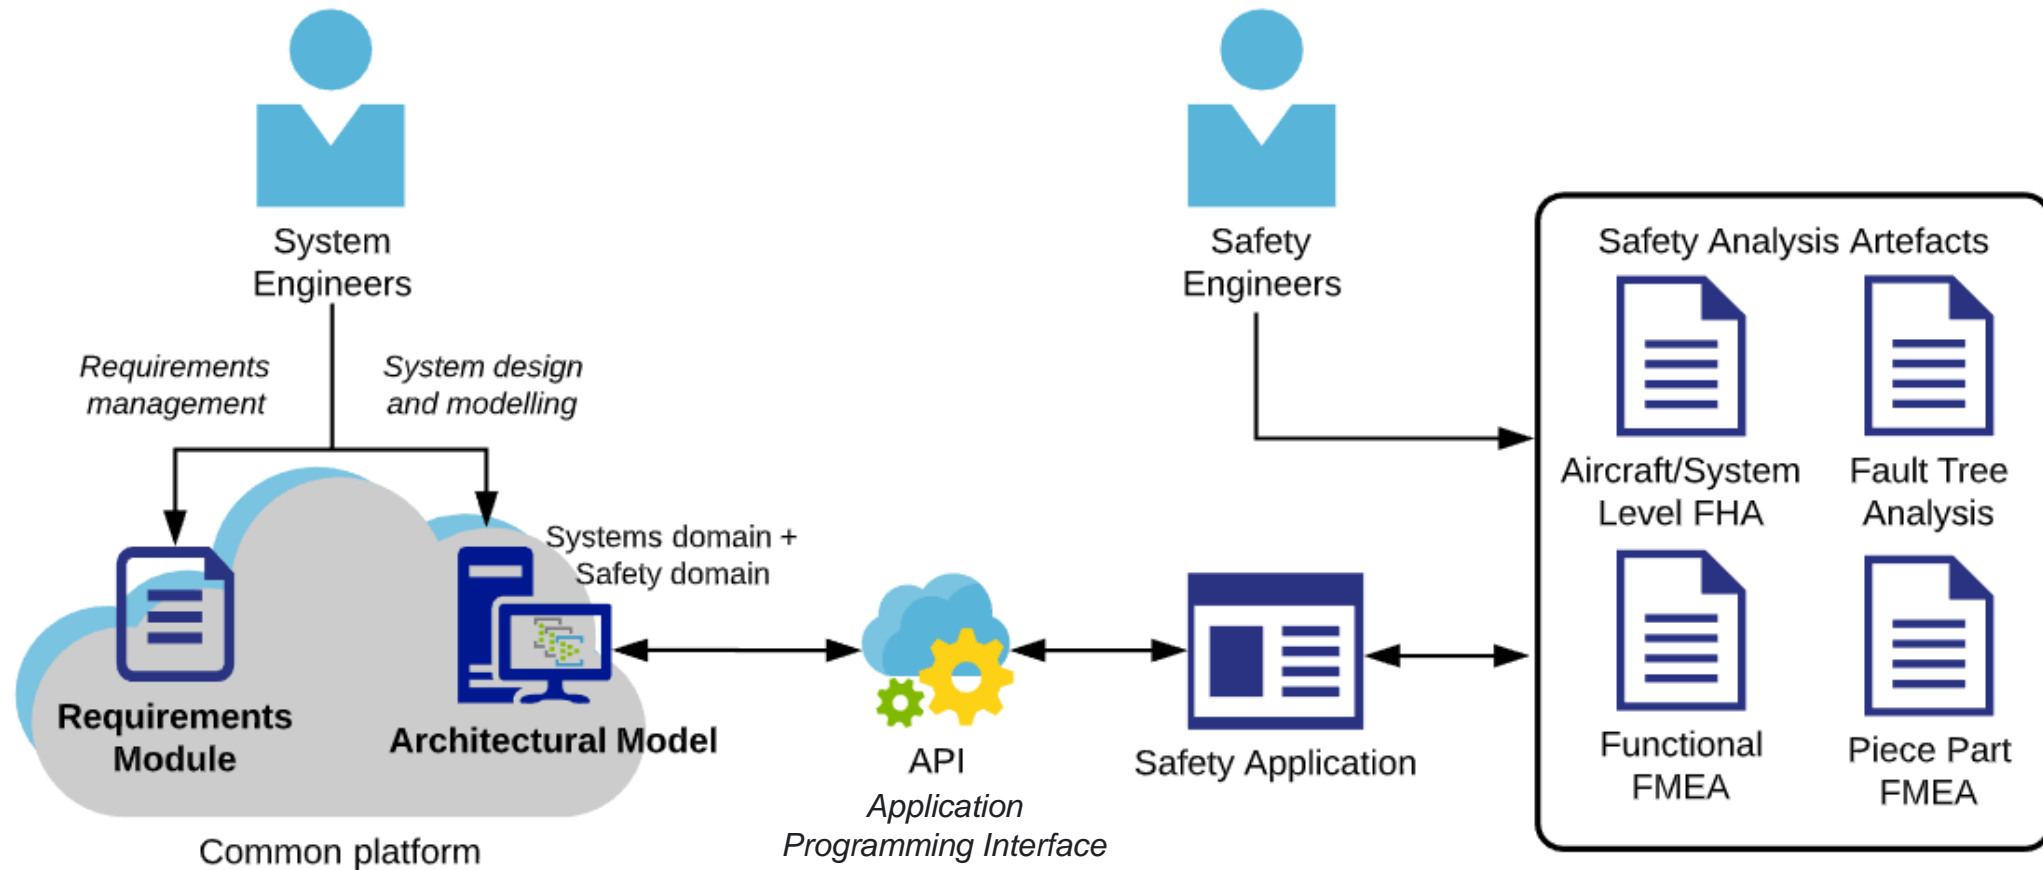 System
Engineers
Requirements
management
System design
and modelling
Systems domain +
Safety domain
Requirements
Module
Architectural Model
Common platform
API
Application
Programming Interface
Safety
Engineers
Safety Application
Safety Analysis Artefacts
Aircraft/System
Level FHA
Fault Tree
Analysis
Functional
FMEA
Piece Part
FMEA